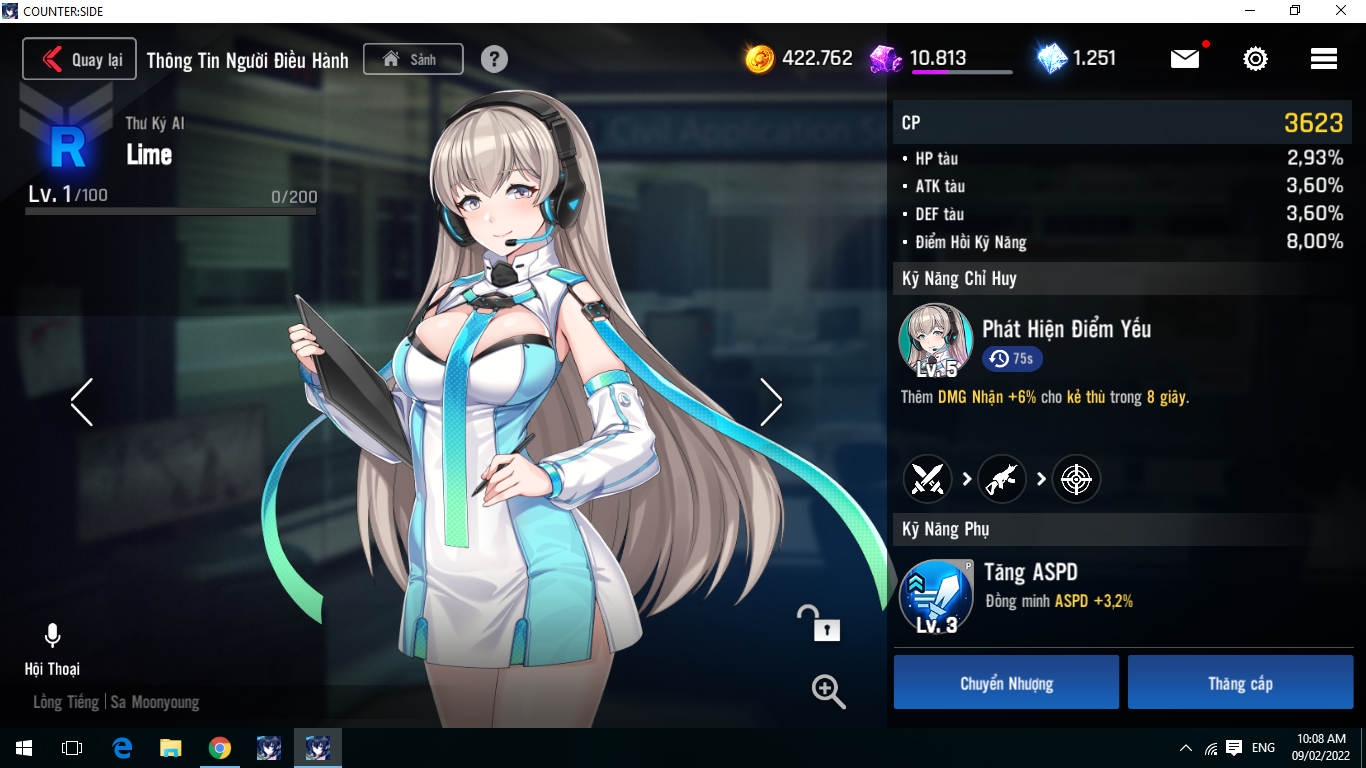 COUNTER:SIDE
Quay lại
Thông Tin Người Điều Hành
Sảnh
?
422.762
10.813
1.251
R
Thư Ký AI
Lime
Lv. 1/100
0/200
CP
3623
• HP tàu
2,93%
• ATK tàu
3,60%
• DEF tàu
3,60%
• Điểm Hồi Kỹ Năng
8,00%
Kỹ Năng Chỉ Huy
Phát Hiện Điểm Yếu
75s
Lv. 5
Thêm DMG Nhận +6% cho kẻ thù trong 8 giây.
Kỹ Năng Phụ
P
Tăng ASPD
Đồng minh ASPD +3,2%
Lv. 3
Hội Thoại
Lồng Tiếng | Sa Moonyoung
Chuyển Nhượng
Thăng cấp
ENG
10:08 AM
09/02/2022